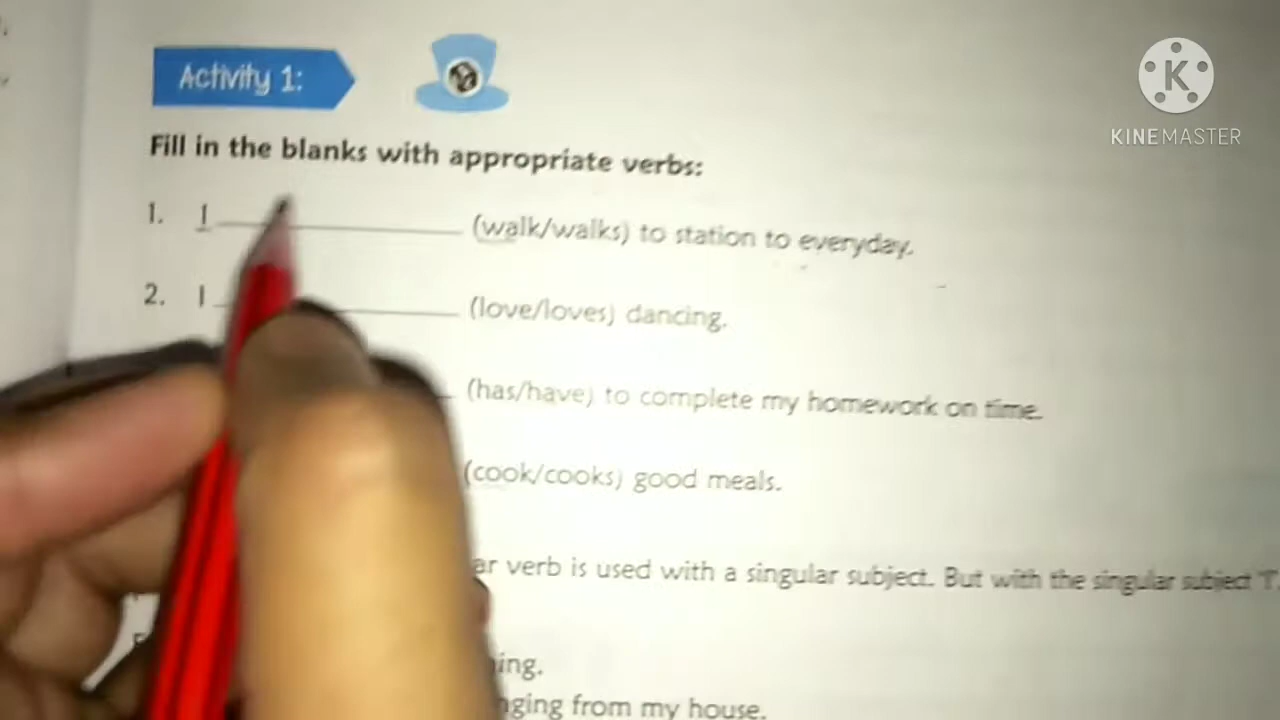 Activity 1:
KINEMASTER
Fill in the blanks with appropriate verbs:
1. I ____________ (walk/walks) to station to everyday.
2. I ____________ (love/loves) dancing.
(has/have) to complete my homework on time.
(cook/cooks) good meals.
ar verb is used with a singular subject. But with the singular subject 'I',
ing.
nging from my house.